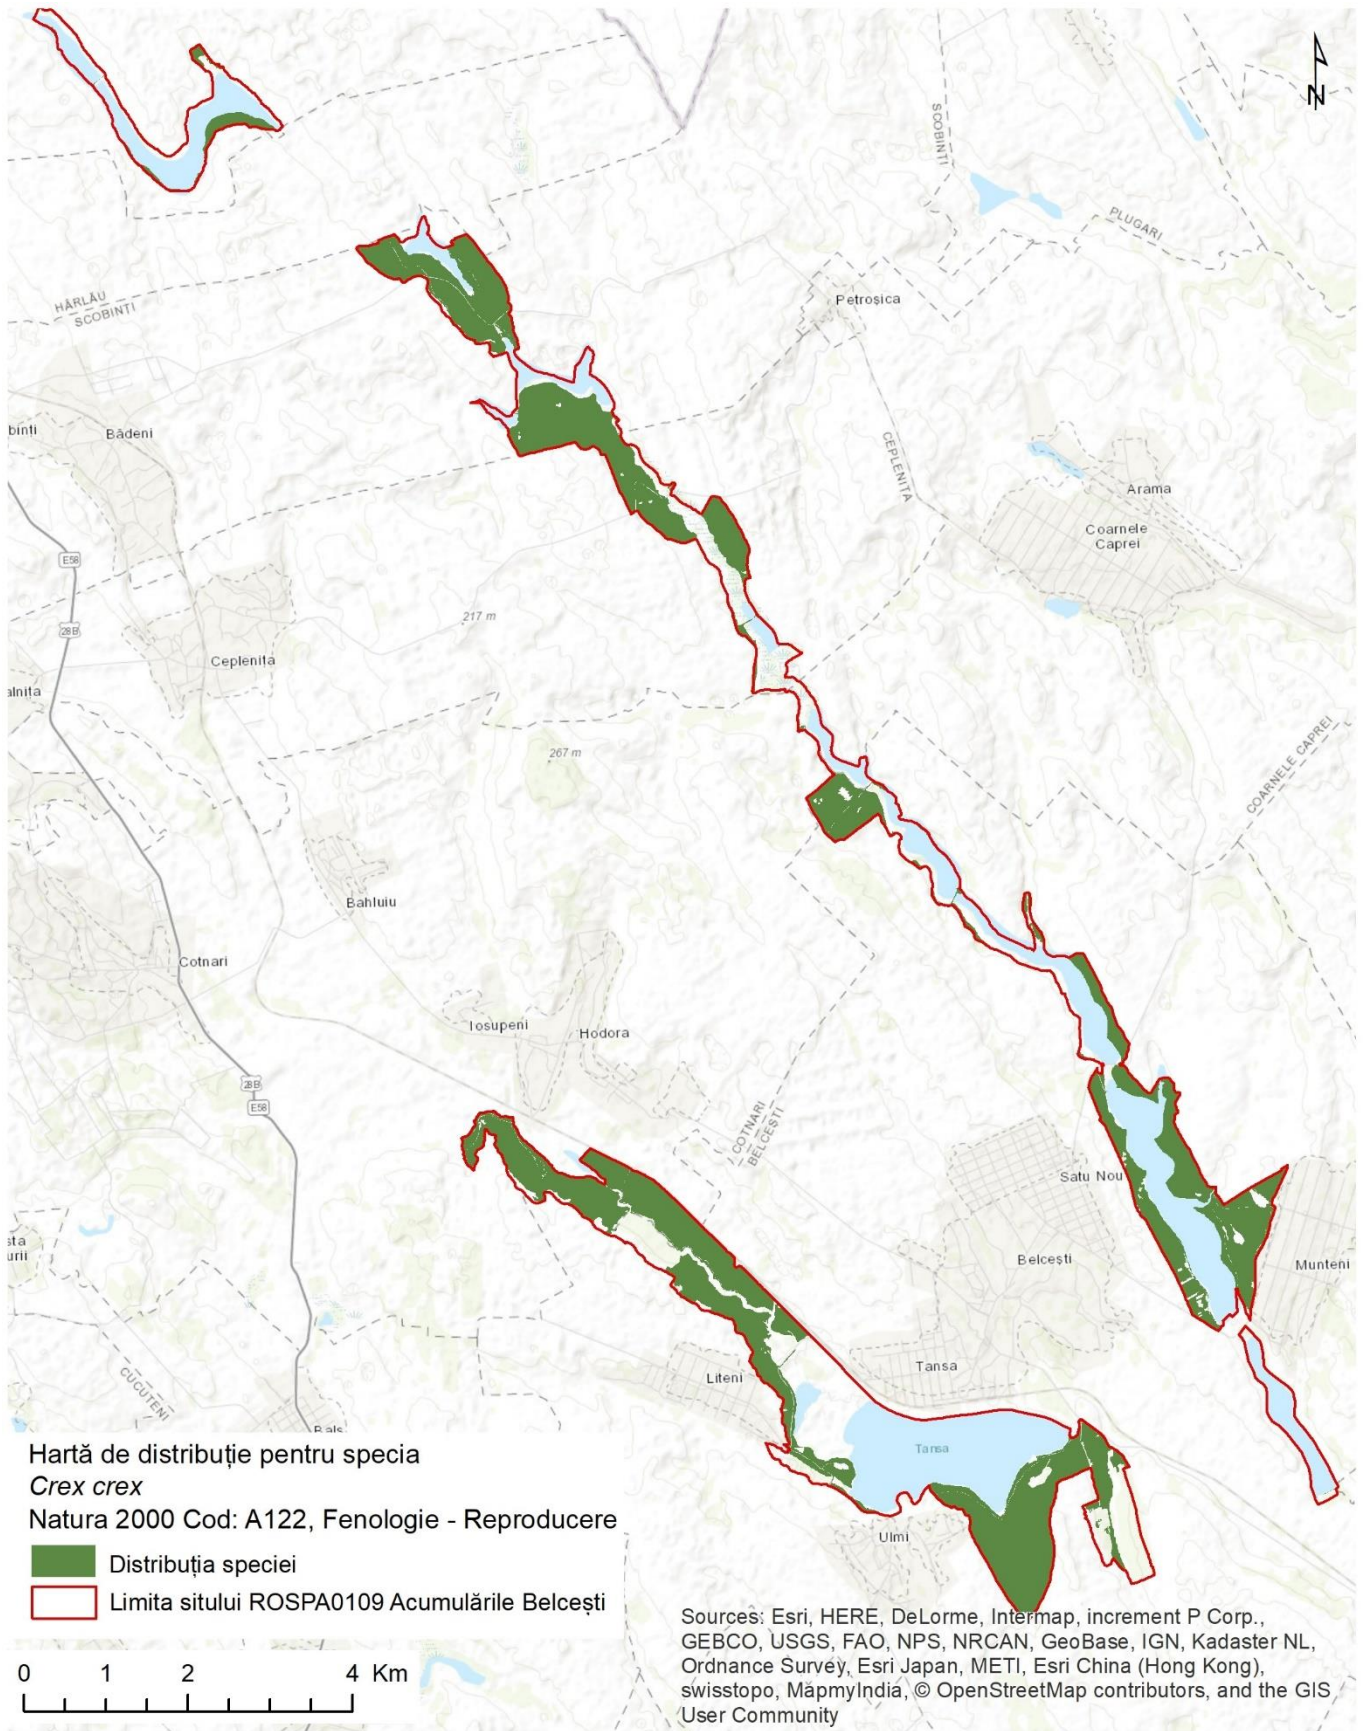 N
SCOBINTI
PLUGARI
HÂRLĂU
SCOBINTI
Petroșica
binți
Bădeni
CEPLENIȚA
Arama
Coarnele
Caprei
E58
28B
217 m
Ceplenița
alnița
267 m
COARNELE CAPREI
Bahluiu
Cotnari
Iosupeni
Hodora
28B
E58
COTNARI
BELCEȘTI
Satu Nou
Belcești
Munteni
sta
urii
Tansa
Liteni
CUCUTENI
Bals
Tansa
Ulmi
Hartă de distribuție pentru specia
Crex crex
Natura 2000 Cod: A122, Fenologie - Reproducere
Distribuția speciei
Limita sitului ROSPA0109 Acumulările Belcești
0 1 2 4 Km
Sources: Esri, HERE, DeLorme, Intermap, increment P Corp.,
GEBCO, USGS, FAO, NPS, NRCAN, GeoBase, IGN, Kadaster NL,
Ordnance Survey, Esri Japan, METI, Esri China (Hong Kong),
swisstopo, MapmyIndia, © OpenStreetMap contributors, and the GIS
User Community